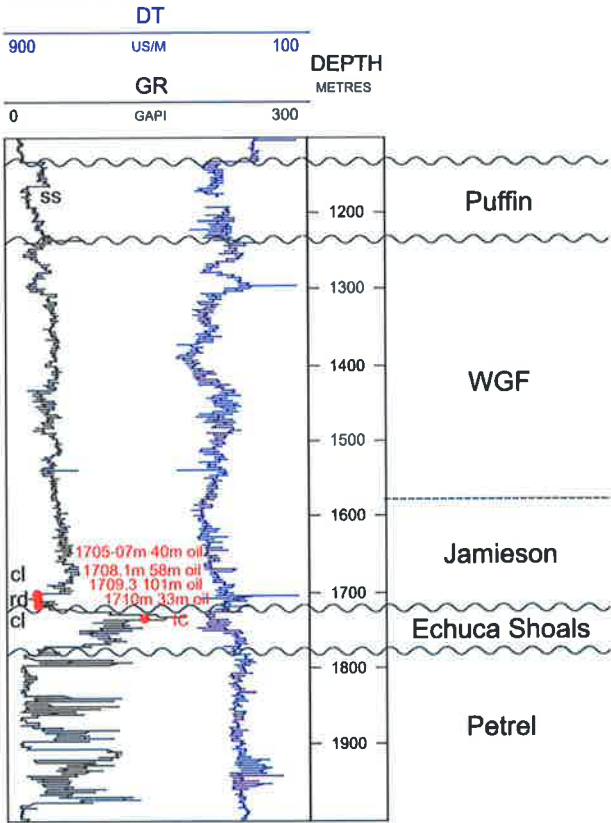 DT
900 US/M 100
DEPTH
METRES
GR
0 GAPI 300
ss
Puffin
1200
1300
WGF
1400
1500
1600
1705-07m 40m oil
Jamieson
cl
1708.1m 58m oil
1709.3 101m oil
1700
rd
1710m 33m oil
cl
TC
Echuca Shoals
1800
Petrel
1900